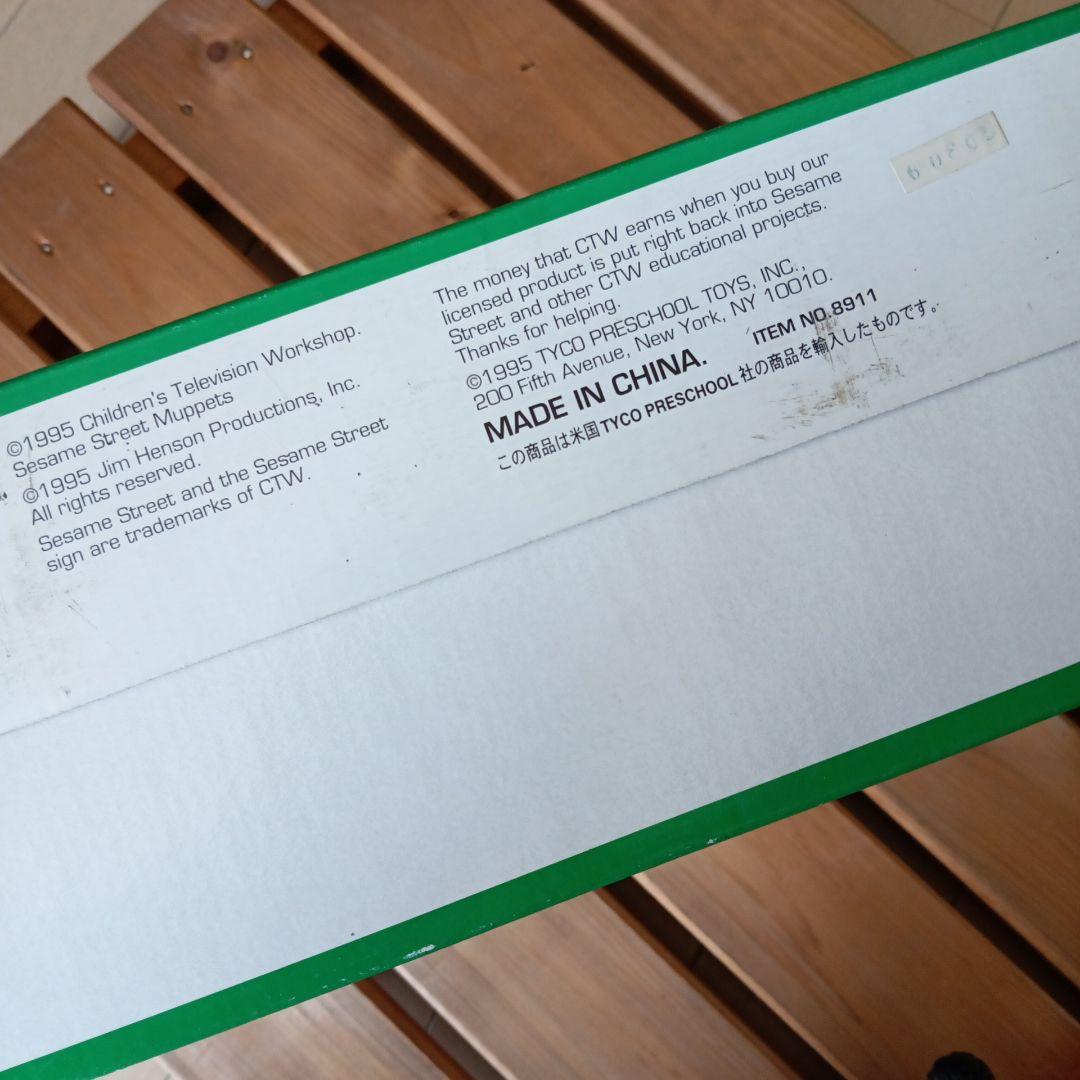 ©1995 Children's Television Workshop.
Sesame Street Muppets
©1995 Jim Henson Productions, Inc.
All rights reserved.
Sesame Street and the Sesame Street
sign are trademarks of CTW.
The money that CTW earns when you buy our
licensed product is put right back into Sesame
Street and other CTW educational projects.
Thanks for helping.
©1995 TYCO PRESCHOOL TOYS, INC.,
200 Fifth Avenue, New York, NY 10010.
MADE IN CHINA.
ITEM NO.8911
この商品は米国TYCO PRESCHOOL社の商品を輸入したものです。